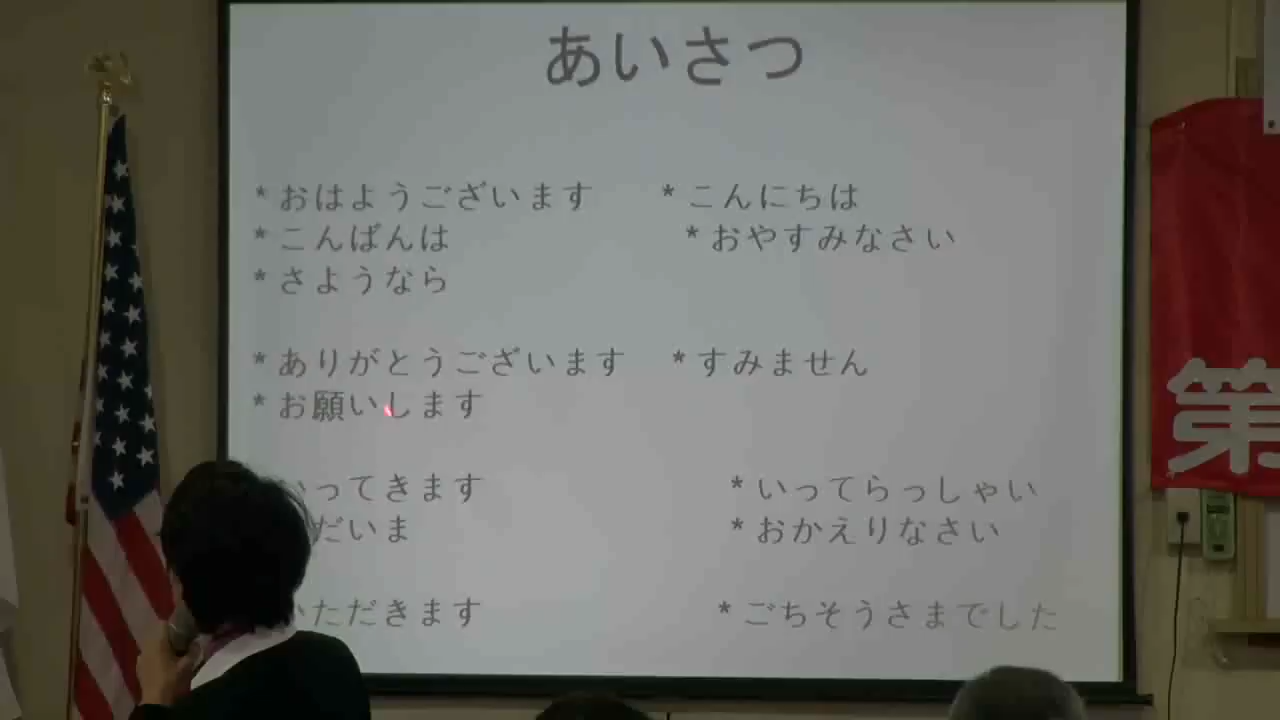 あいさつ
* おはようございます * こんにちは
* こんばんは * おやすみなさい
* さようなら
* ありがとうございます * すみません
* お願いします
ってきます * いってらっしゃい
だいま * おかえりなさい
ただきます * ごちそうさまでした
第